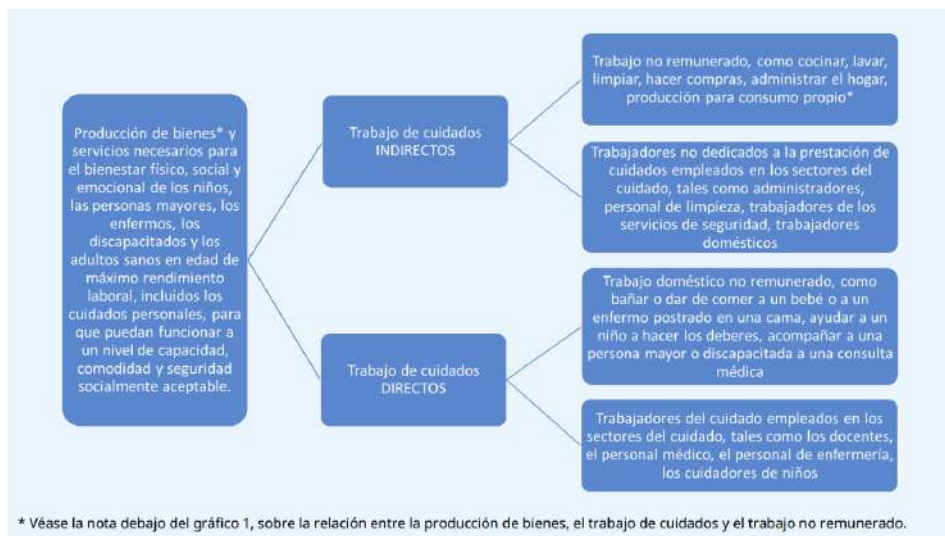 Producción de bienes* y
servicios necesarios para
el bienestar físico, social y
emocional de los niños,
las personas mayores, los
enfermos, los
discapacitados y los
adultos sanos en edad de
máximo rendimiento
laboral, incluidos los
cuidados personales, para
que puedan funcionar a
un nivel de capacidad,
comodidad y seguridad
socialmente aceptable.
Trabajo de cuidados
INDIRECTOS
Trabajo no remunerado, como cocinar, lavar,
limpiar, hacer compras, administrar el hogar,
producción para consumo propio*
Trabajadores no dedicados a la prestación de
cuidados empleados en los sectores del
cuidado, tales como administradores,
personal de limpieza, trabajadores de los
servicios de seguridad, trabajadores
domésticos
Trabajo de cuidados
DIRECTOS
Trabajo doméstico no remunerado, como
bañar o dar de comer a un bebé o a un
enfermo postrado en una cama, ayudar a un
niño a hacer los deberes, acompañar a una
persona mayor o discapacitada a una consulta
médica
Trabajadores del cuidado empleados en los
sectores del cuidado, tales como los docentes,
el personal médico, el personal de enfermería,
los cuidadores de niños
* Véase la nota debajo del gráfico 1, sobre la relación entre la producción de bienes, el trabajo de cuidados y el trabajo no remunerado.